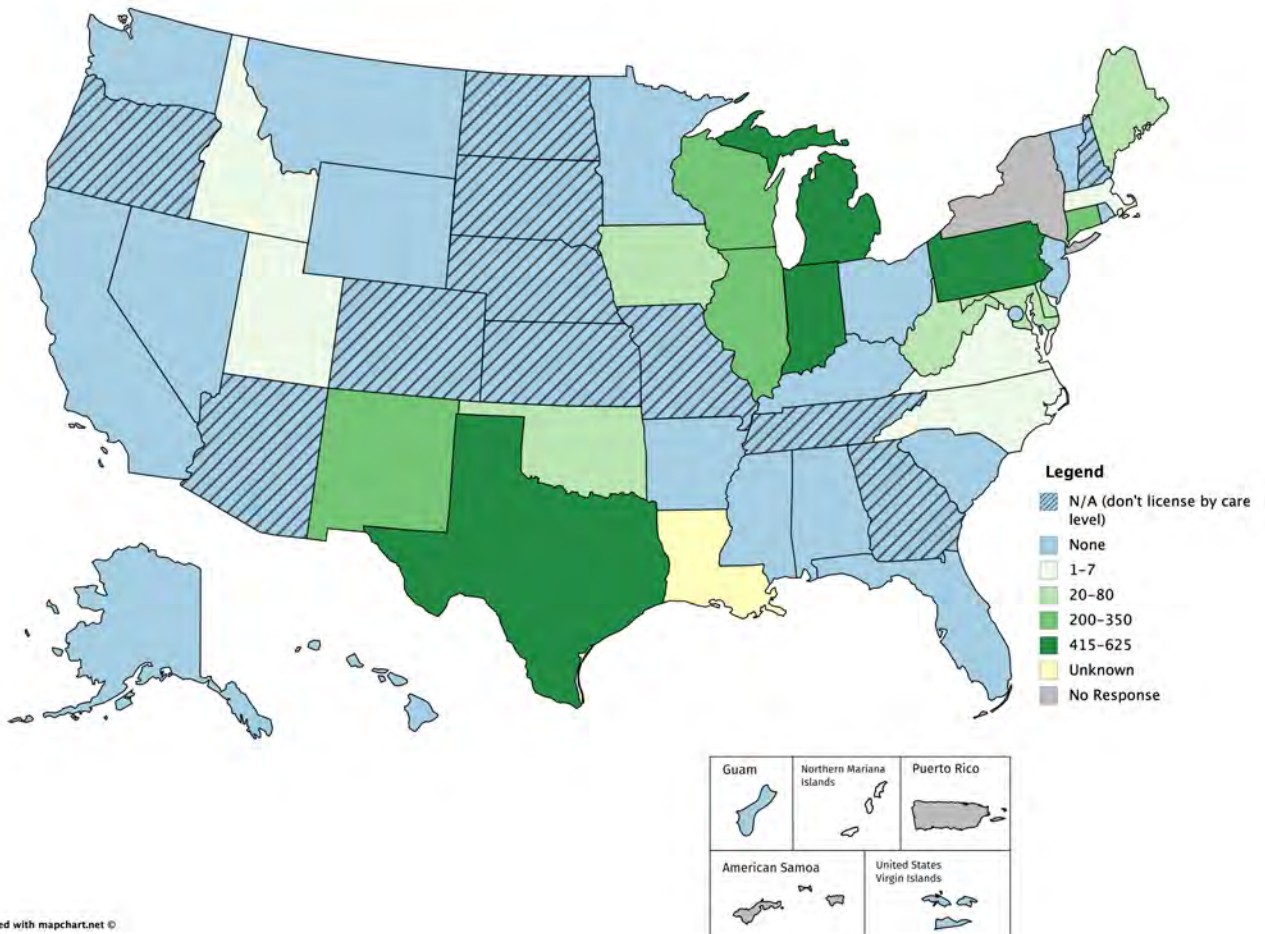 Legend
N/A (don't license by care
level)
None
1–7
20–80
200–350
415–625
Unknown
No Response
Guam
Northern Mariana
Islands
Puerto Rico
American Samoa
United States
Virgin Islands
ed with mapchart.net ©